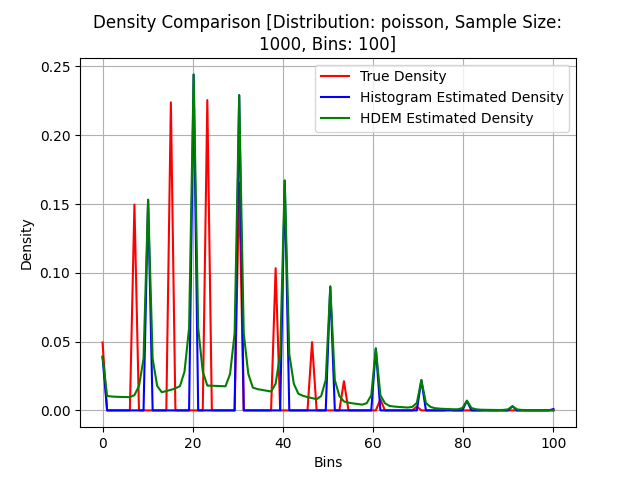 Density Comparison [Distribution: poisson, Sample Size:
1000, Bins: 100]
True Density
Histogram Estimated Density
HDEM Estimated Density
Density
0.25
0.20
0.15
0.10
0.05
0.00
0 20 40 60 80 100
Bins